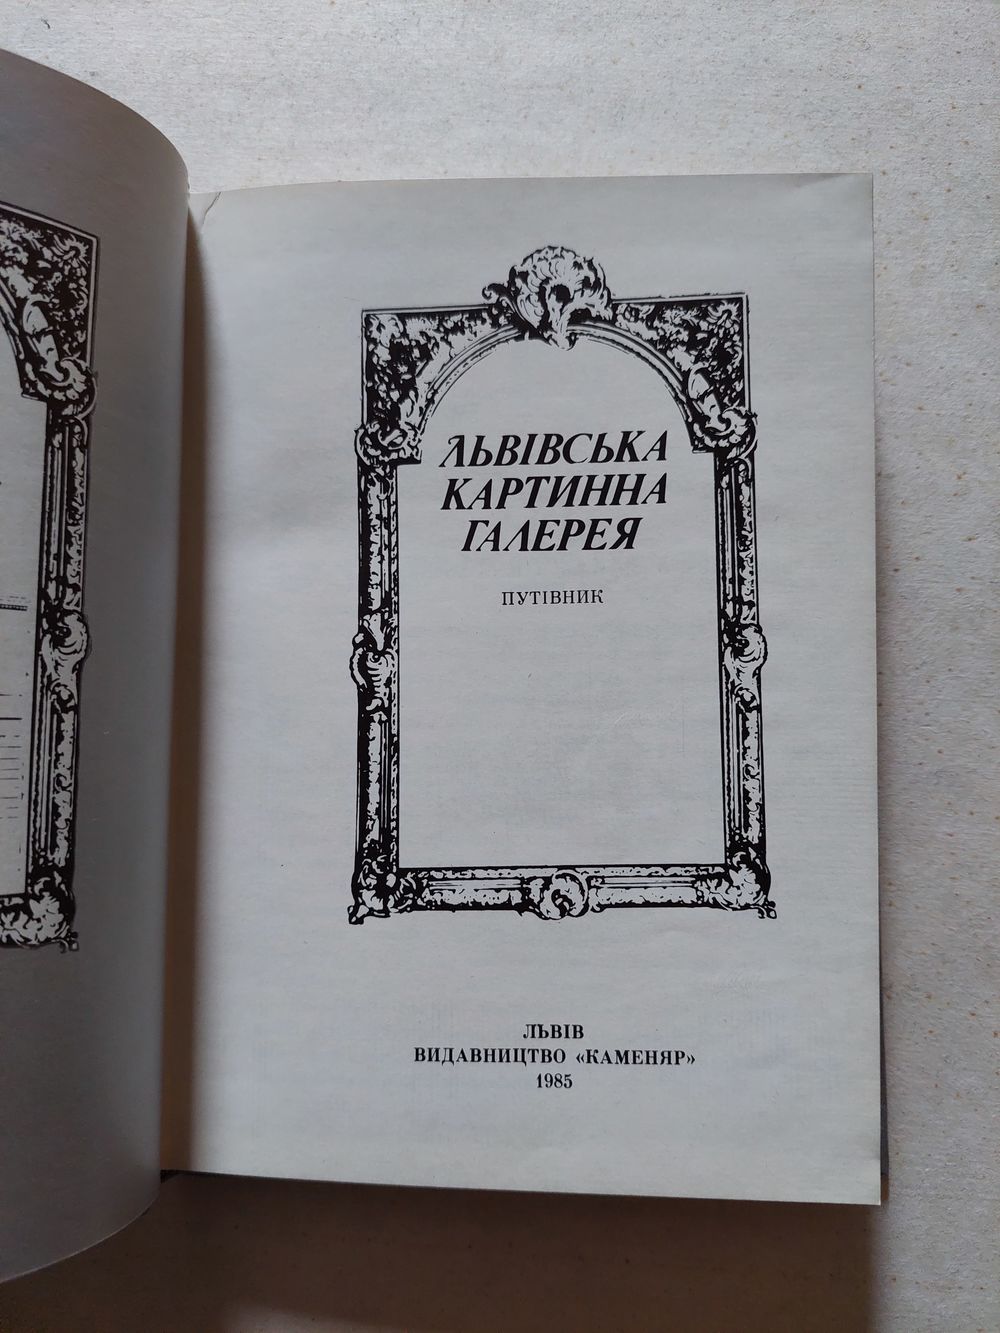 ЛЬВІВСЬКА
КАРТИННА
ГАЛЕРЕЯ
ПУТІВНИК
ЛЬВІВ
ВИДАВНИЦТВО «КАМЕНЯР»
1985